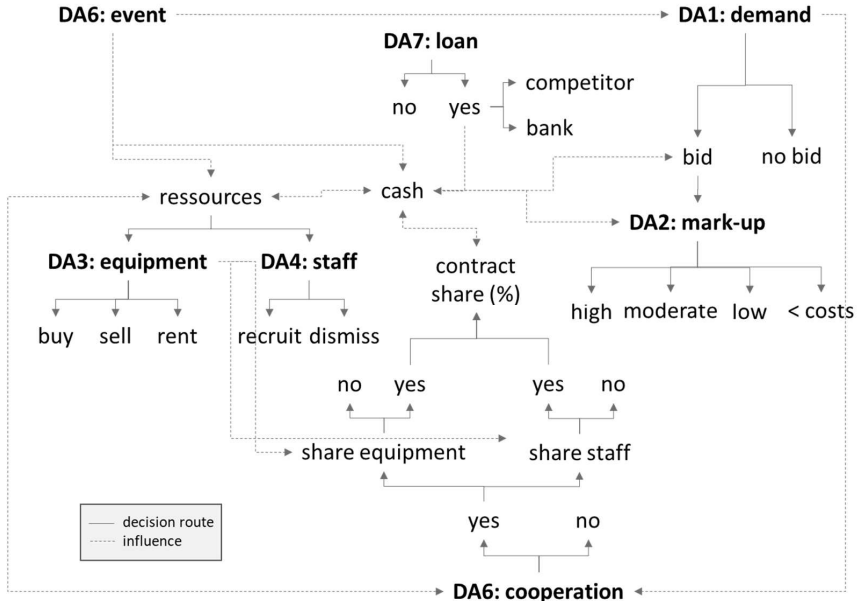 DA6: event
DA1: demand
DA7: loan
competitor
no
yes
bank
bid
no bid
ressources
cash
DA2: mark-up
DA3: equipment
DA4: staff
contract
share (%)
high
moderate
low
< costs
buy
sell
rent
recruit
dismiss
no
yes
yes
no
share equipment
share staff
yes
no
decision route
influence
DA6: cooperation